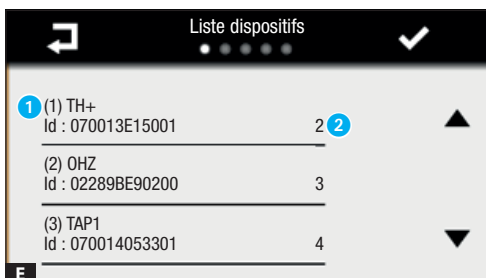 Liste dispositifs
1 (1) TH+
Id : 070013E15001 2 2
(2) OHZ
Id : 02289BE90200 3
(3) TAP1
Id : 070014053301 4
E